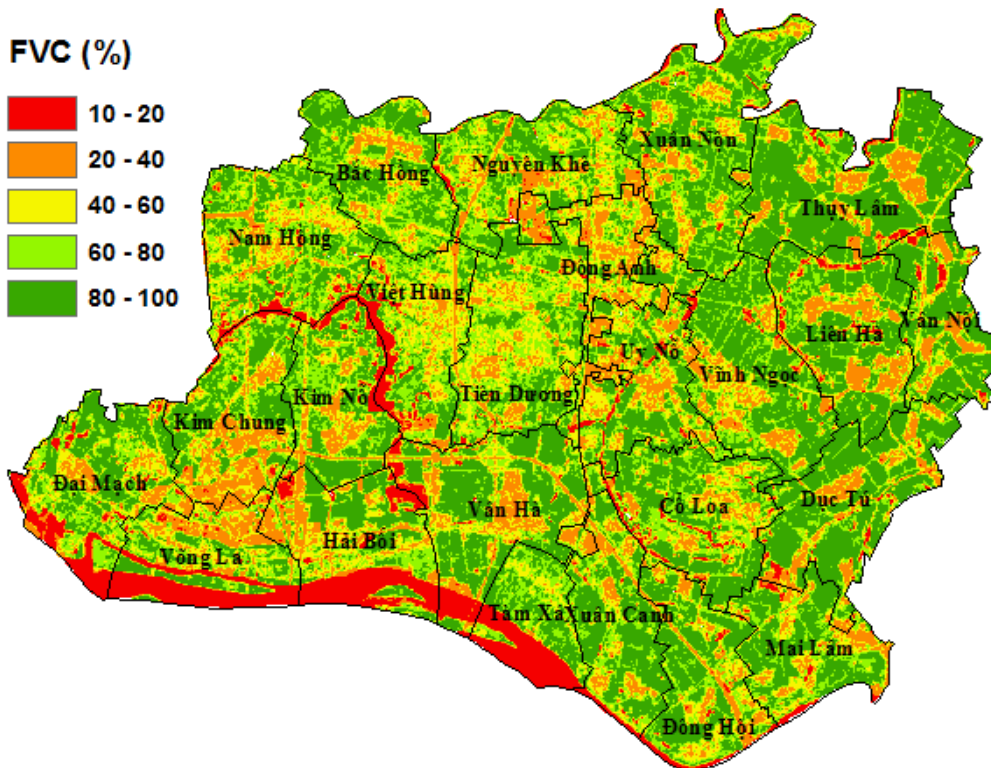 FVC (%)
10 - 20
20 - 40
40 - 60
60 - 80
80 - 100
Xuân Nộn
Nguyên Khê
Bắc Hồng
Thụy Lâm
Nam Hồng
Đông Anh
Việt Hùng
Vân Nội
Liên Hà
Uy Nỗ
Vĩnh Ngọc
Kim Nỗ
Tiên Dương
Kim Chung
Đại Mạch
Dục Tú
Cổ Loa
Vân Hà
Hải Bối
Võng La
Tàm Xá
Xuân Canh
Mai Lâm
Đông Hội